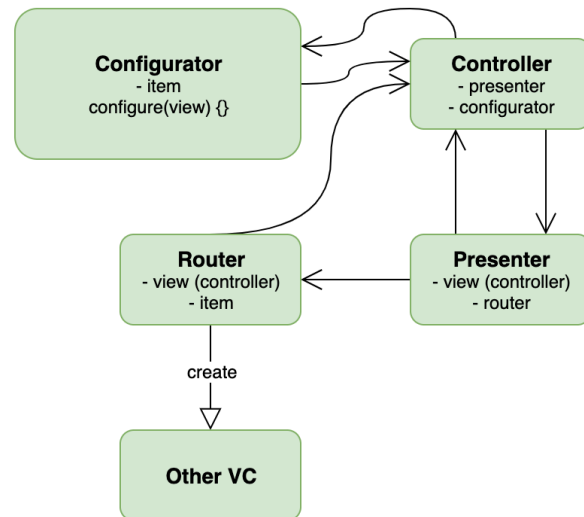 Configurator
- item
configure(view) {}
Controller
- presenter
- configurator
Router
- view (controller)
- item
Presenter
- view (controller)
- router
create
Other VC